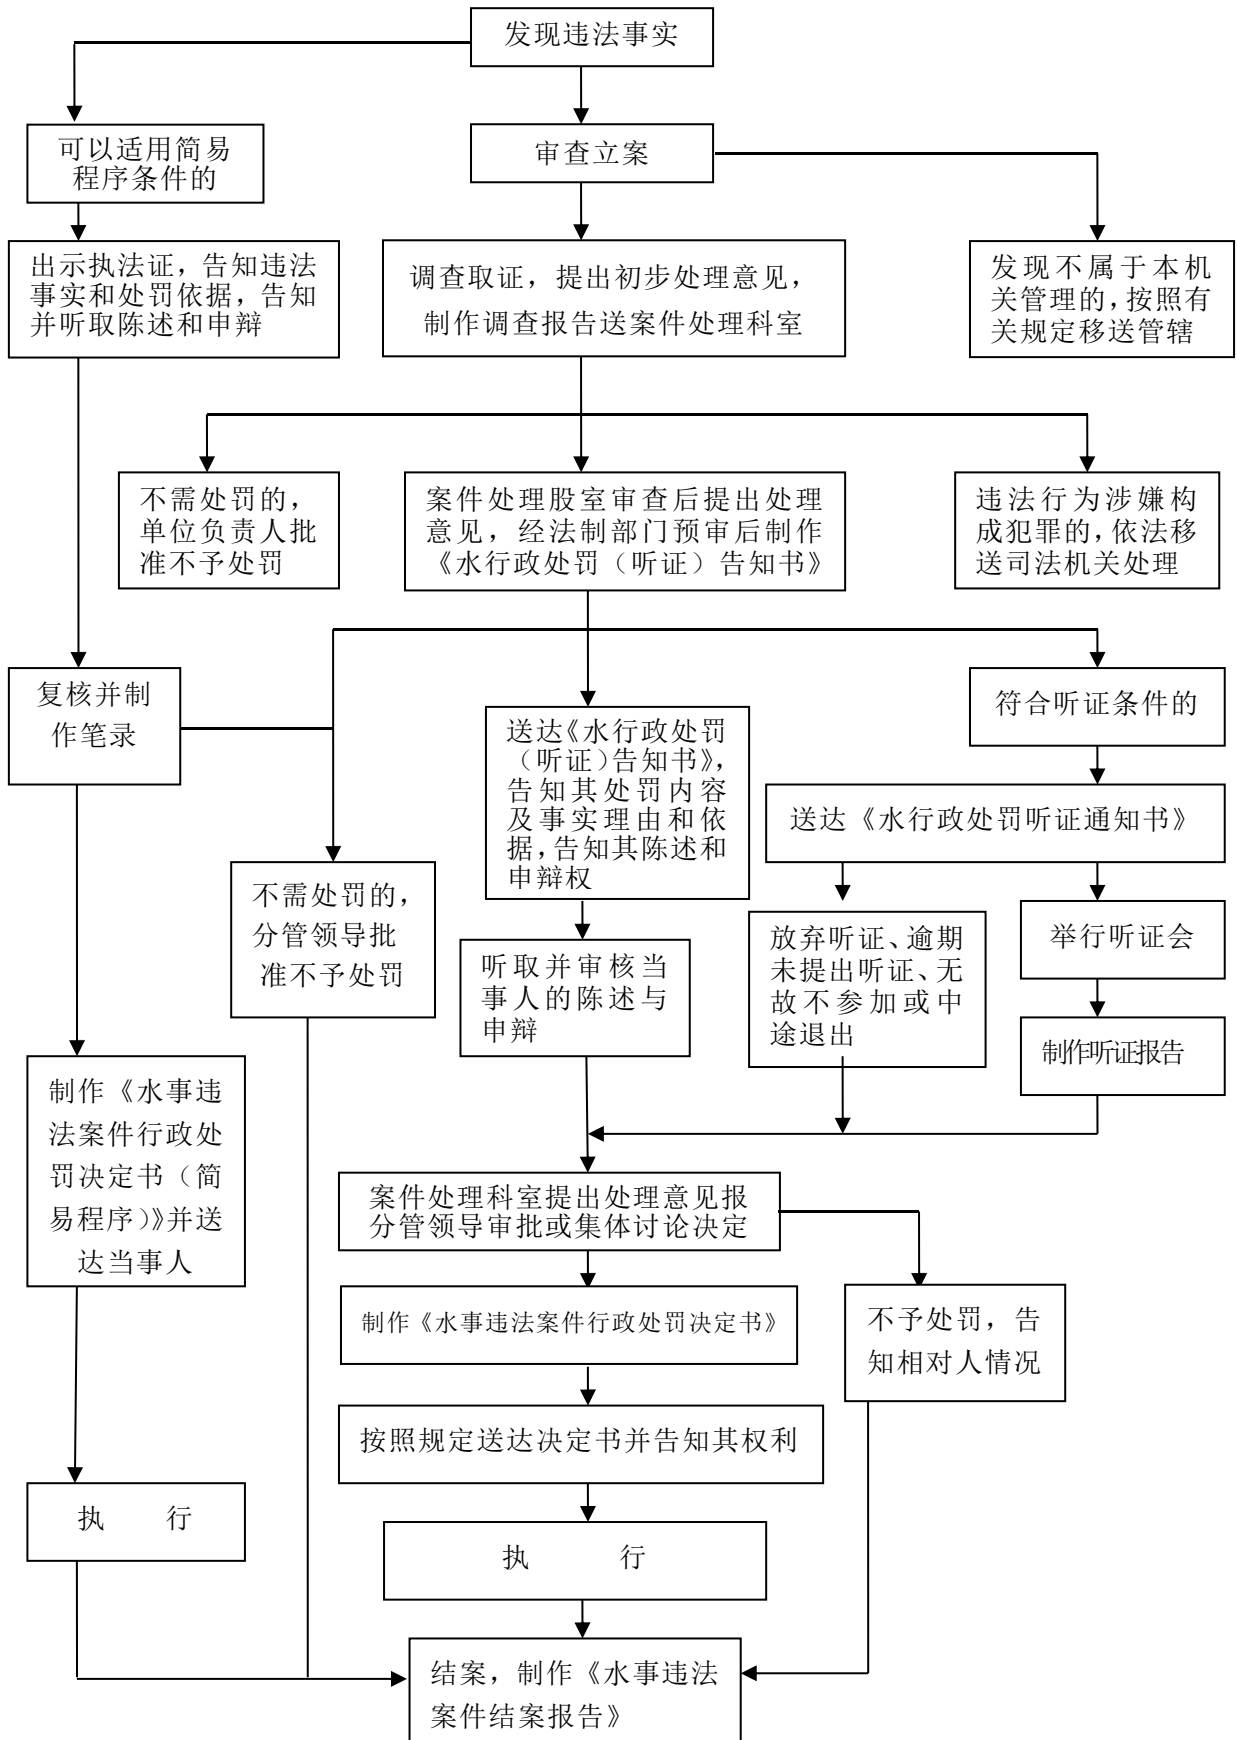 发现违法事实
可以适用简易
程序条件的
审查立案
出示执法证，告知违法
事实和处罚依据，告知
并听取陈述和申辩
调查取证，提出初步处理意见，
制作调查报告送案件处理科室
发现不属于本机
关管理的，按照有
关规定移送管辖
不需处罚的，
单位负责人批
准不予处罚
案件处理股室审查后提出处理
意见，经法制部门预审后制作
《水行政处罚（听证）告知书》
违法行为涉嫌构
成犯罪的，依法移
送司法机关处理
复核并制
作笔录
符合听证条件的
送达《水行政处罚
（听证）告知书》，
告知其处罚内容
及事实理由和依
据，告知其陈述和
申辩权
送达《水行政处罚听证通知书》
不需处罚的，
分管领导批
准不予处罚
听取并审核当
事人的陈述与
申辩
放弃听证、逾期
未提出听证、无
故不参加或中
途退出
举行听证会
制作听证报告
制作《水事违
法案件行政处
罚决定书（简
易程序）》并送
达当事人
案件处理科室提出处理意见报
分管领导审批或集体讨论决定
制作《水事违法案件行政处罚决定书》
不予处罚，告
知相对人情况
按照规定送达决定书并告知其权利
执 行
执 行
结案，制作《水事违法
案件结案报告》